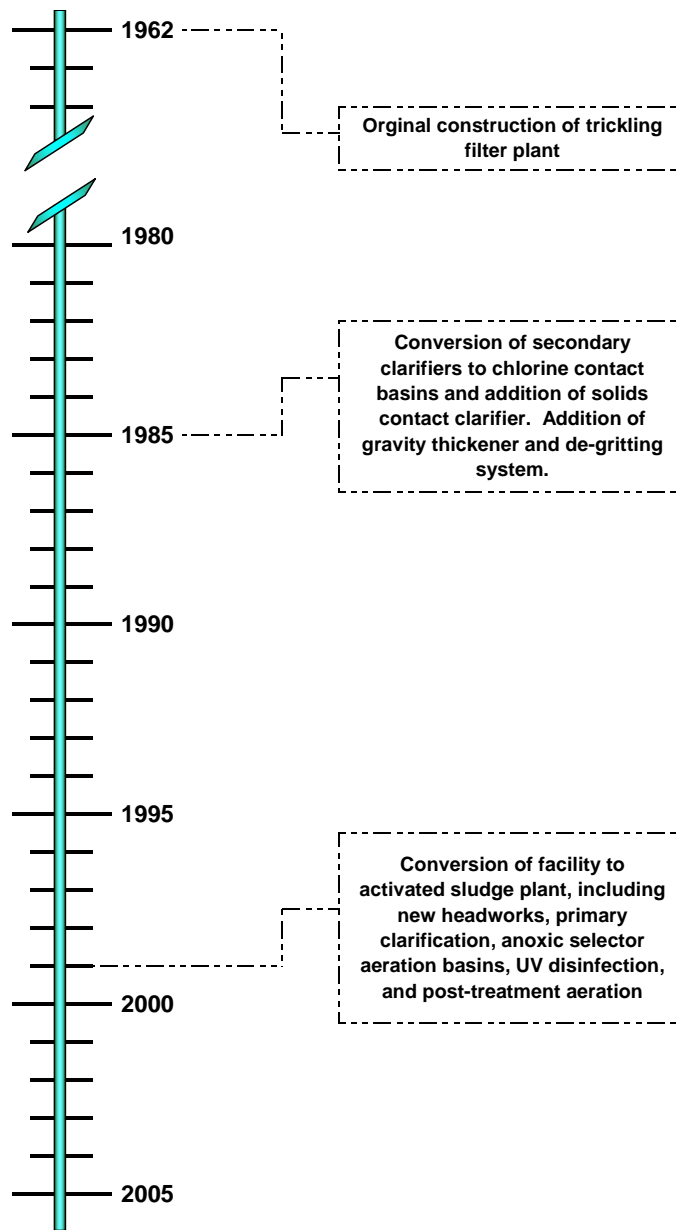 1962
Orginal construction of trickling
filter plant
1980
Conversion of secondary
clarifiers to chlorine contact
basins and addition of solids
contact clarifier.  Addition of
gravity thickener and de-gritting
system.
1985
1990
1995
Conversion of facility to
activated sludge plant, including
new headworks, primary
clarification, anoxic selector
aeration basins, UV disinfection,
and post-treatment aeration
2000
2005